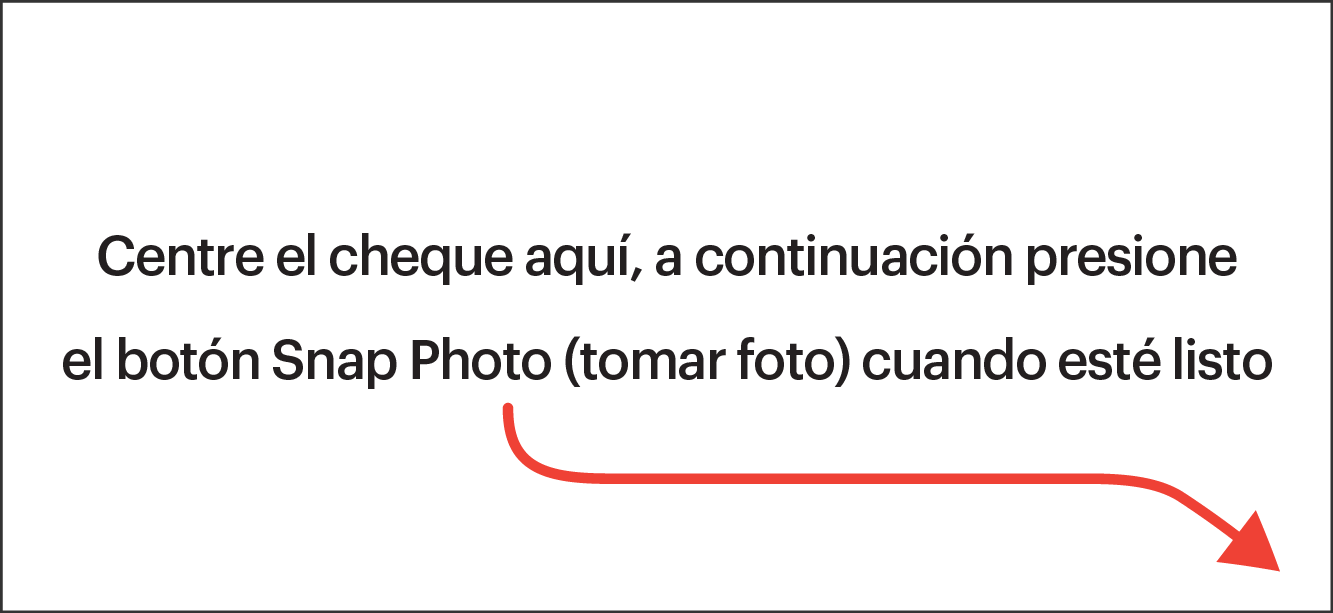 Centre el cheque aquí, a continuación presione
el botón Snap Photo (tomar foto) cuando esté listo